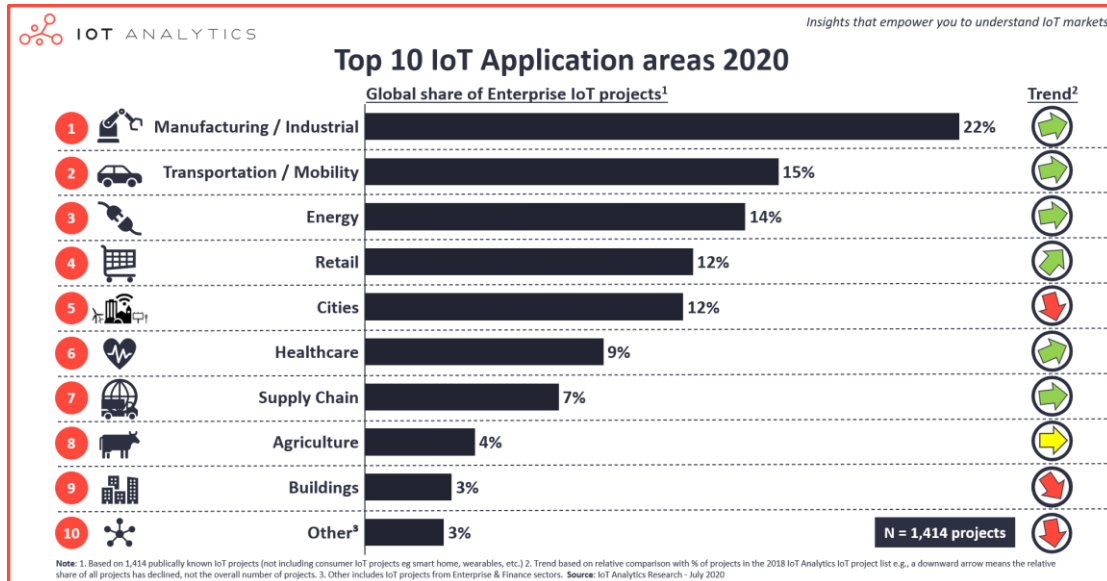 IOT ANALYTICS
Insights that empower you to understand IoT markets
Top 10 IoT Application areas 2020
Global share of Enterprise IoT projects1
Trend2
1 Manufacturing / Industrial 22%
2 Transportation / Mobility 15%
3 Energy 14%
4 Retail 12%
5 Cities 12%
6 Healthcare 9%
7 Supply Chain 7%
8 Agriculture 4%
9 Buildings 3%
10 Other³ 3%
N = 1,414 projects
Note: 1. Based on 1,414 publically known IoT projects (not including consumer IoT projects eg smart home, wearables, etc.) 2. Trend based on relative comparison with % of projects in the 2018 IoT Analytics IoT project list e.g., a downward arrow means the relative
share of all projects has declined, not the overall number of projects. 3. Other includes IoT projects from Enterprise & Finance sectors. Source: IoT Analytics Research - July 2020